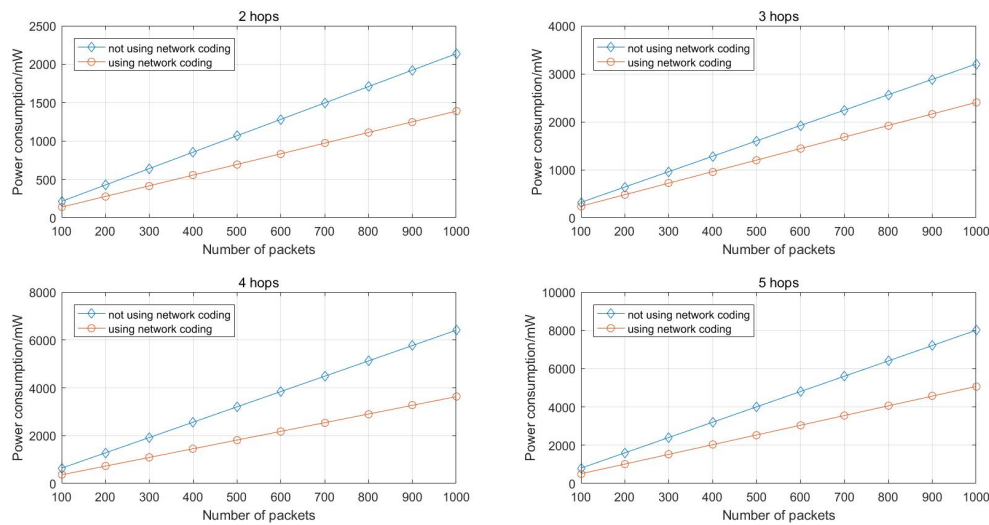 2 hops
2500
2000
1500
1000
500
0
Power consumption/mW
not using network coding
using network coding
100 200 300 400 500 600 700 800 900 1000
Number of packets
3 hops
4000
3000
2000
1000
0
Power consumption/mW
not using network coding
using network coding
100 200 300 400 500 600 700 800 900 1000
Number of packets
4 hops
8000
6000
4000
2000
0
Power consumption/mW
not using network coding
using network coding
100 200 300 400 500 600 700 800 900 1000
Number of packets
5 hops
10000
8000
6000
4000
2000
0
Power consumption/mW
not using network coding
using network coding
100 200 300 400 500 600 700 800 900 1000
Number of packets